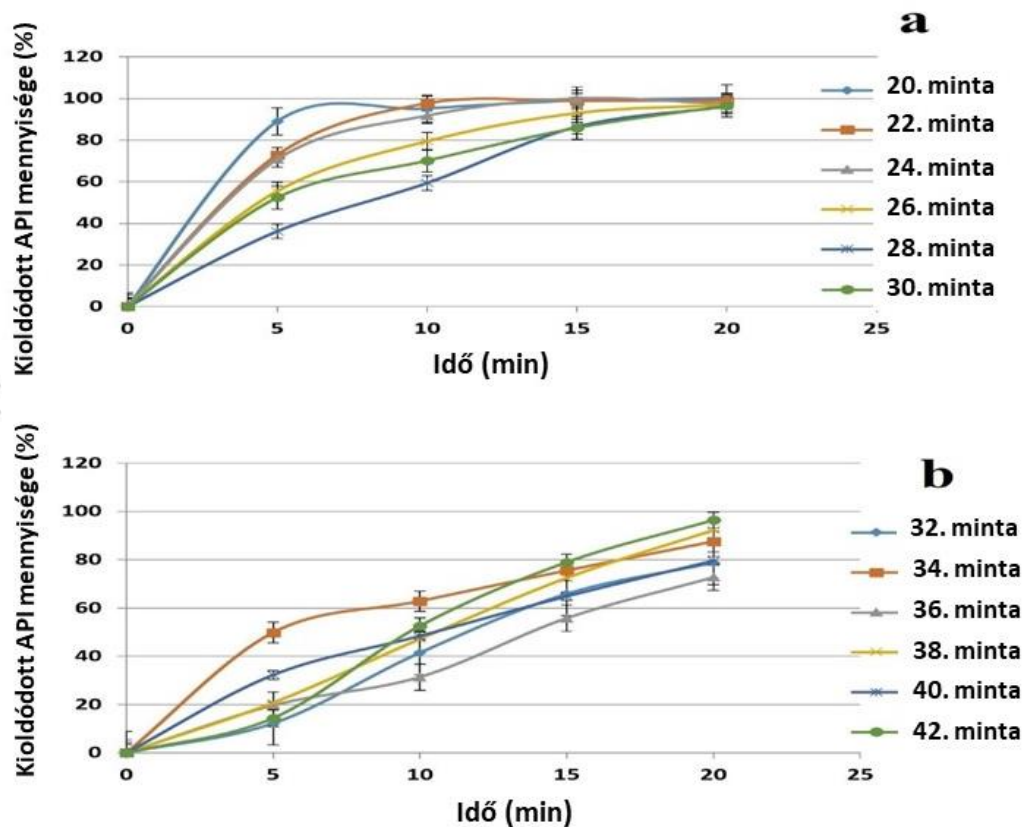 a
Kioldódott API mennyisége (%)
120
100
80
60
40
20
0
0 5 10 15 20 25
Idő (min)
20. minta
22. minta
24. minta
26. minta
28. minta
30. minta
b
Kioldódott API mennyisége (%)
120
100
80
60
40
20
0
0 5 10 15 20 25
Idő (min)
32. minta
34. minta
36. minta
38. minta
40. minta
42. minta